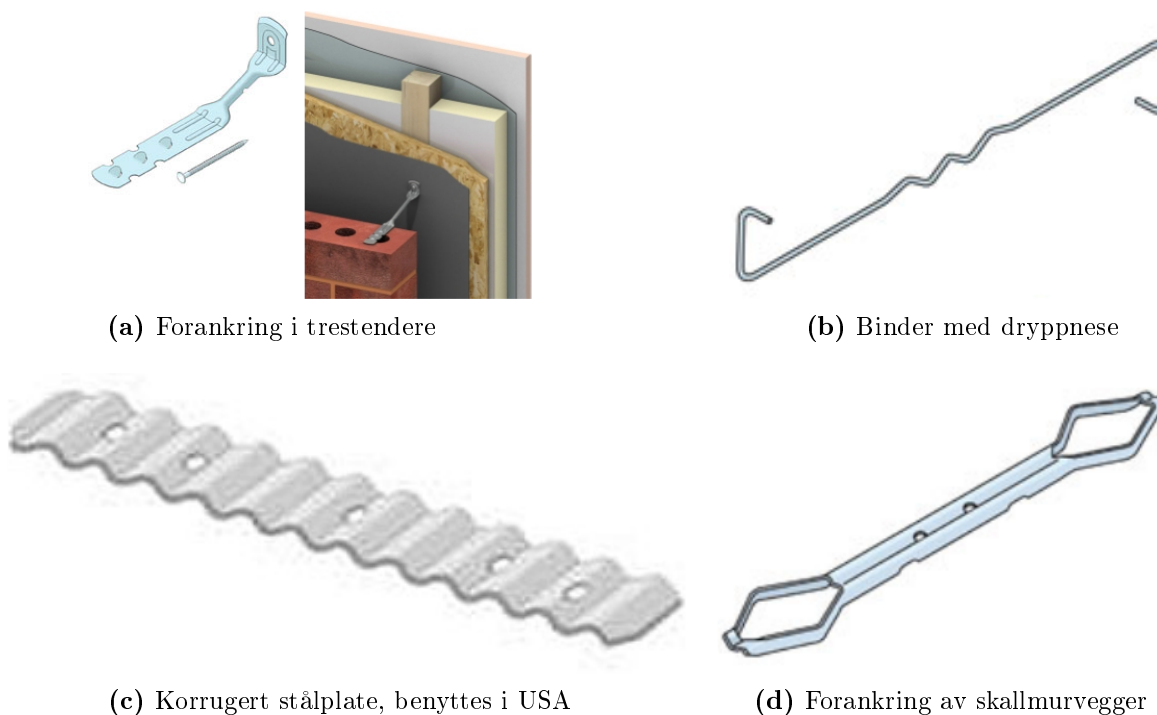 (a) Forankring i trestendere
(b) Binder med dryppnese
(c) Korrugert stålplate, benyttes i USA
(d) Forankring av skallmurvegger